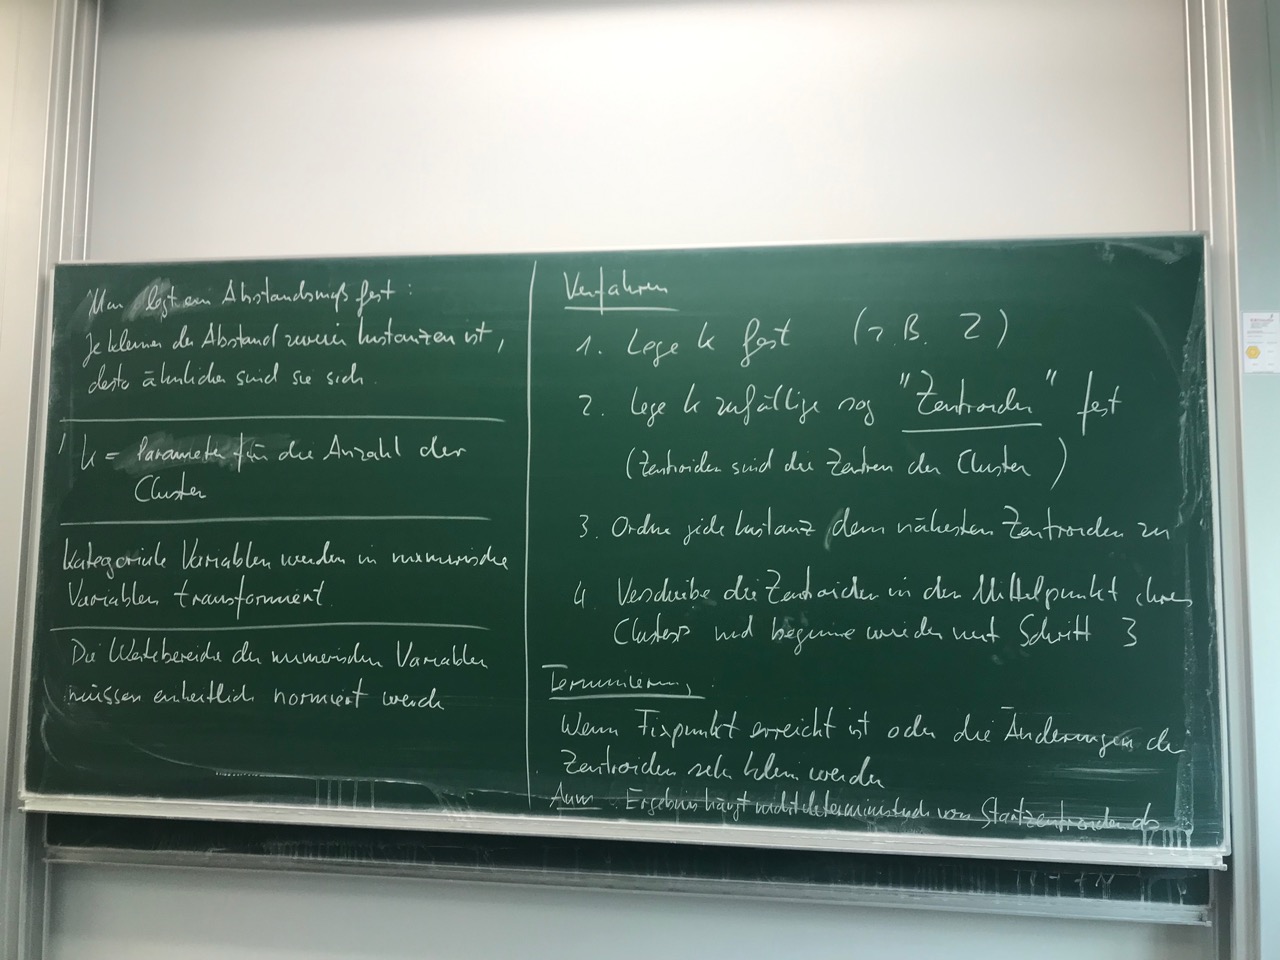 Man legt ein Abstandsmaß fest:
Je kleiner der Abstand zweier Instanzen ist,
desto ähnlicher sind sie sich.
k = Parameter für die Anzahl der
Cluster
Kategoriale Variablen werden in numerische
Variablen transformiert.
Die Wertebereiche der numerischen Variablen
müssen einheitlich normiert werden
Verfahren
1. Lege k fest (z.B. 2)
2. Lege k zufällige sog "Zentroiden" fest
(Zentroiden sind die Zentren der Cluster)
3. Ordne jede Instanz dem nähesten Zentroiden zu
4 Verschiebe die Zentroiden in den Mittelpunkt ihres
Clusters und beginne wieder mit Schritt 3
Terminierung:
Wenn Fixpunkt erreicht ist oder die Änderungen der
Zentroiden sehr klein werden
Anm: Ergebnis hängt nicht deterministisch von Startzentroiden ab